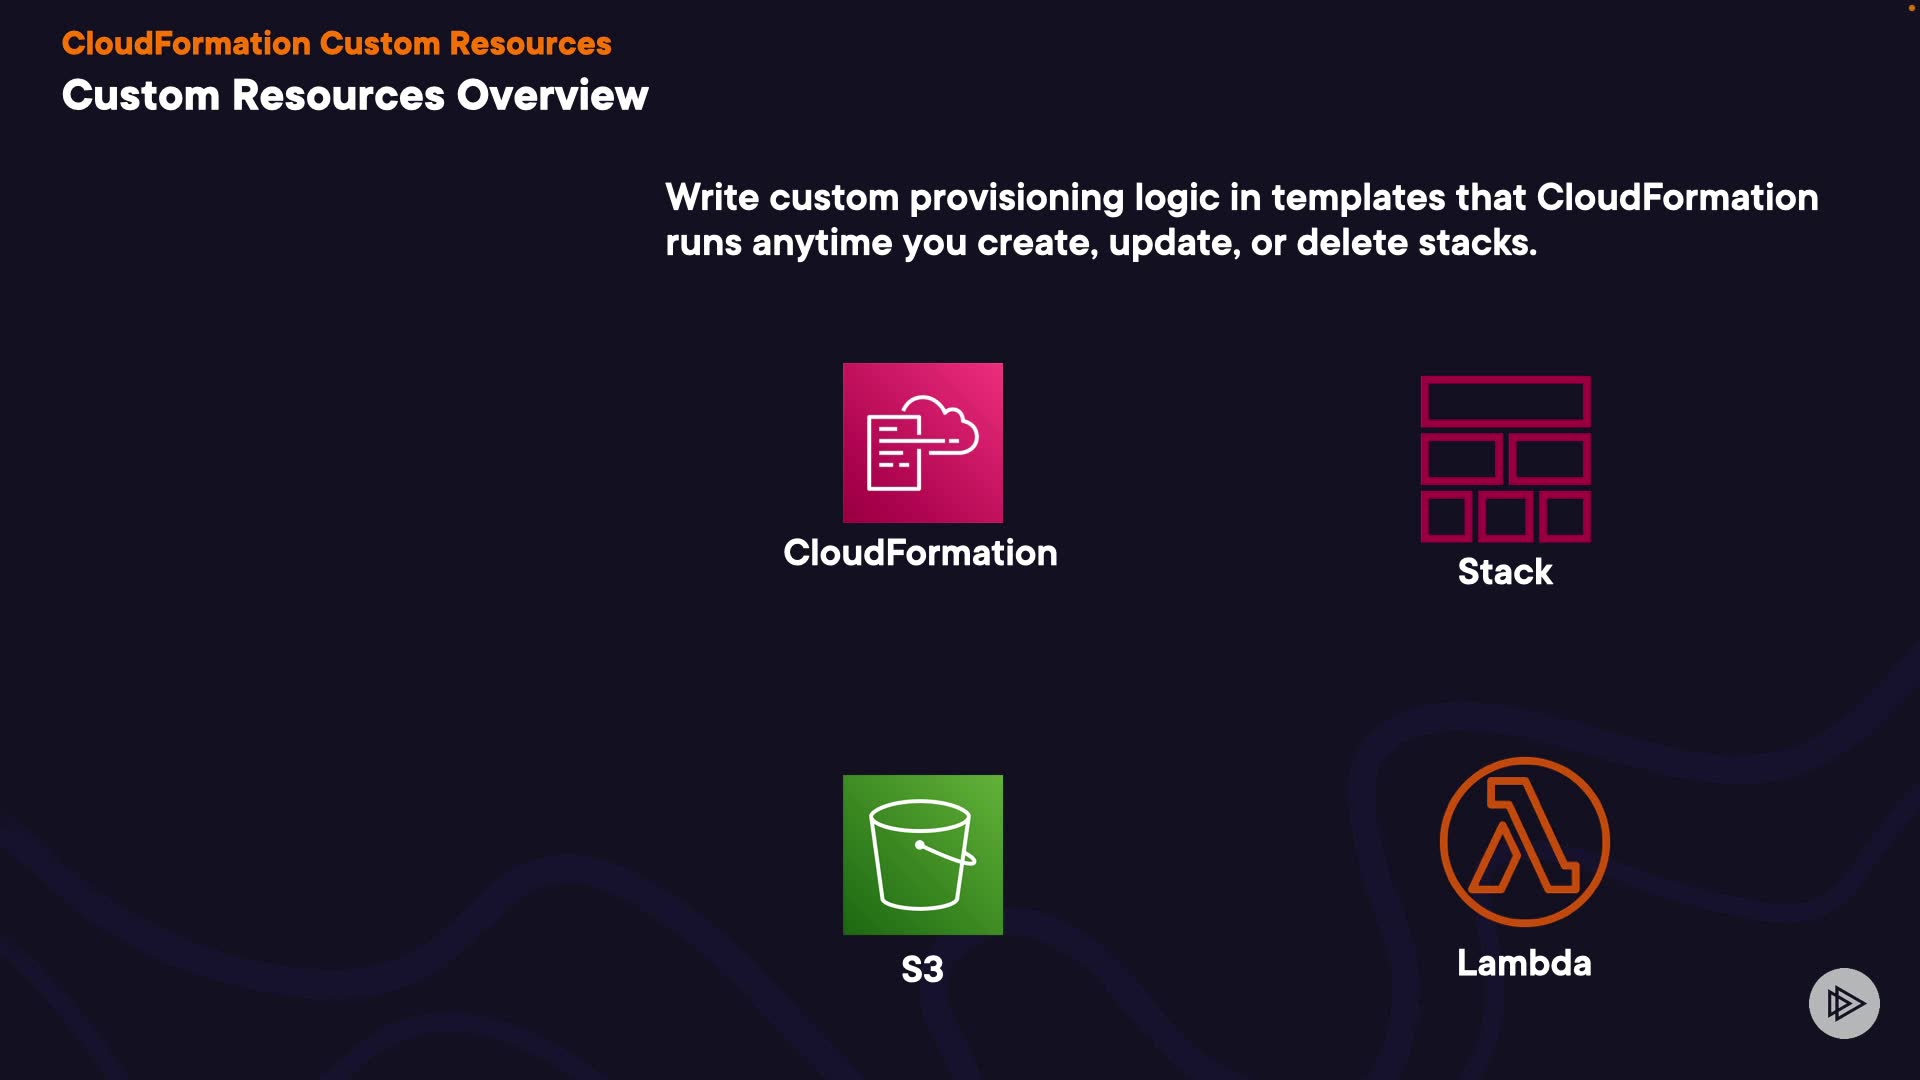 CloudFormation Custom Resources
Custom Resources Overview
Write custom provisioning logic in templates that CloudFormation
runs anytime you create, update, or delete stacks.
CloudFormation
Stack
S3
Lambda